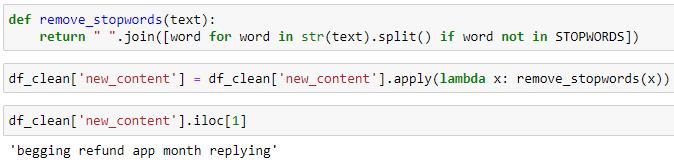 def remove_stopwords(text):
    return " ".join([word for word in str(text).split() if word not in STOPWORDS])
df_clean['new_content'] = df_clean['new_content'].apply(lambda x: remove_stopwords(x))
df_clean['new_content'].iloc[1]
'begging refund app month replying'